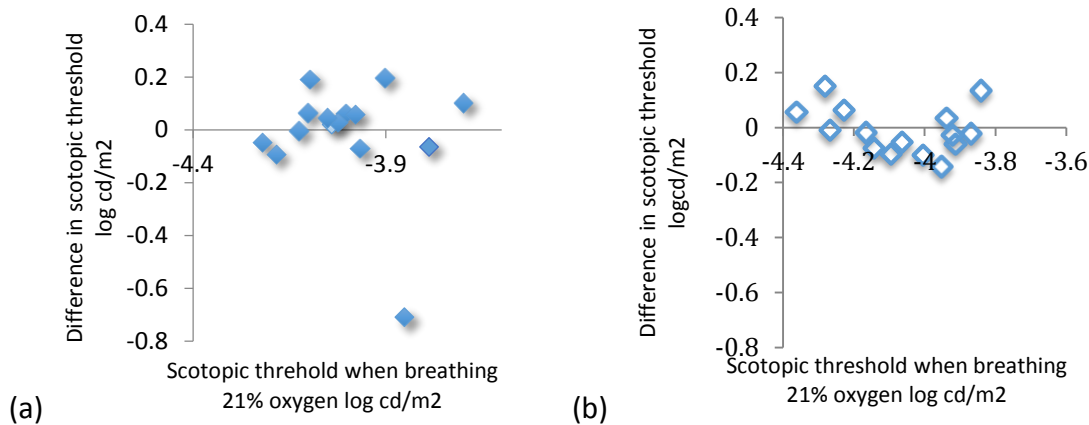 0.4
0.2
0
-0.2
-0.4
-0.6
-0.8
-4.4
-3.9
Difference in scotopic threshold
log cd/m2
Scotopic threhold when breathing
21% oxygen log cd/m2
(a)
0.4
0.2
0
-0.2
-0.4
-0.6
-0.8
-4.4
-4.2
-4
-3.8
-3.6
Difference in scotopic threshold
logcd/m2
Scotopic threshold when breathing
21% oxygen log cd/m2
(b)